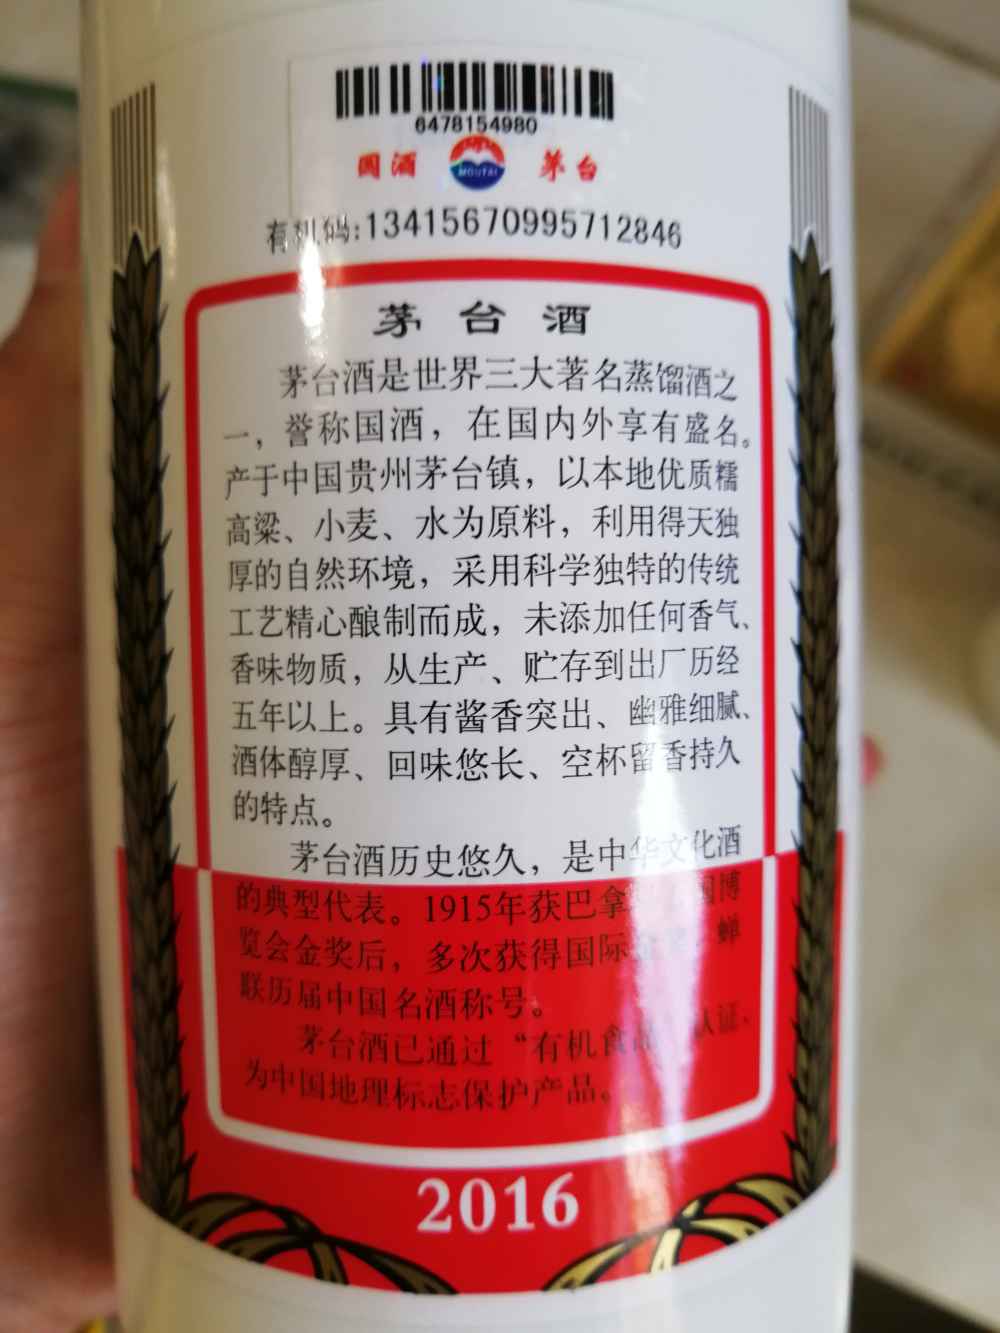 6478154980
国酒 MOUTAI 茅台
有机码:13415670995712846
茅台酒
茅台酒是世界三大著名蒸馏酒之
一，誉称国酒，在国内外享有盛名。
产于中国贵州茅台镇，以本地优质糯
高粱、小麦、水为原料，利用得天独
厚的自然环境，采用科学独特的传统
工艺精心酿制而成，未添加任何香气、
香味物质，从生产、贮存到出厂历经
五年以上。具有酱香突出、幽雅细腻、
酒体醇厚、回味悠长、空杯留香持久
的特点。
茅台酒历史悠久，是中华文化酒
的典型代表。1915年获巴拿 国博
览会金奖后，多次获得国际金奖，蝉
联历届中国名酒称号。
茅台酒已通过“有机食品”认证、
为中国地理标志保护产品。
2016